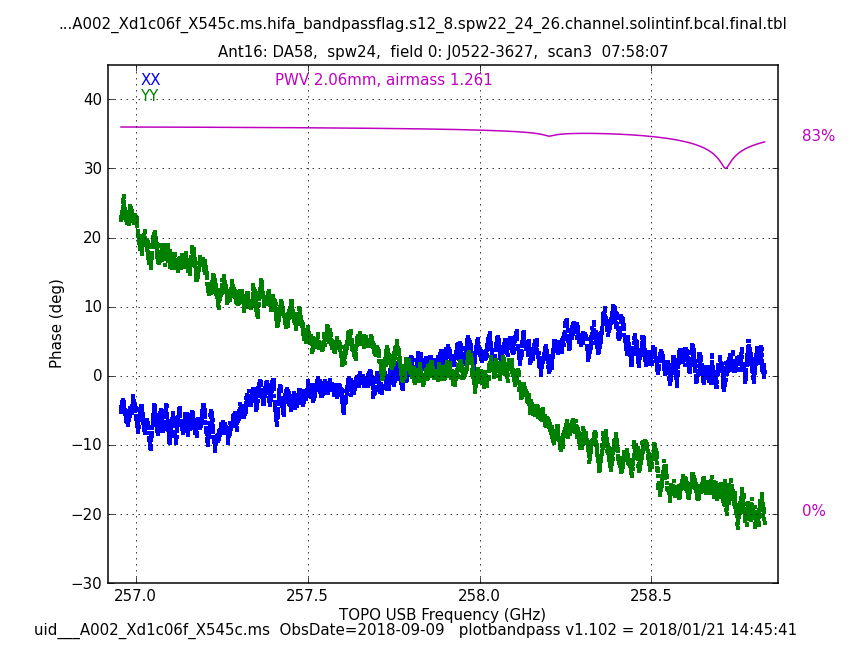 ...A002_Xd1c06f_X545c.ms.hifa_bandpassflag.s12_8.spw22_24_26.channel.solintinf.bcal.final.tbl
Ant16: DA58,  spw24,  field 0: J0522-3627,  scan3  07:58:07
XX
PWV 2.06mm, airmass 1.261
YY
40
83%
30
20
10
0
−10
−20
0%
−30
Phase (deg)
257.0
257.5
258.0
258.5
TOPO USB Frequency (GHz)
uid___A002_Xd1c06f_X545c.ms  ObsDate=2018-09-09   plotbandpass v1.102 = 2018/01/21 14:45:41